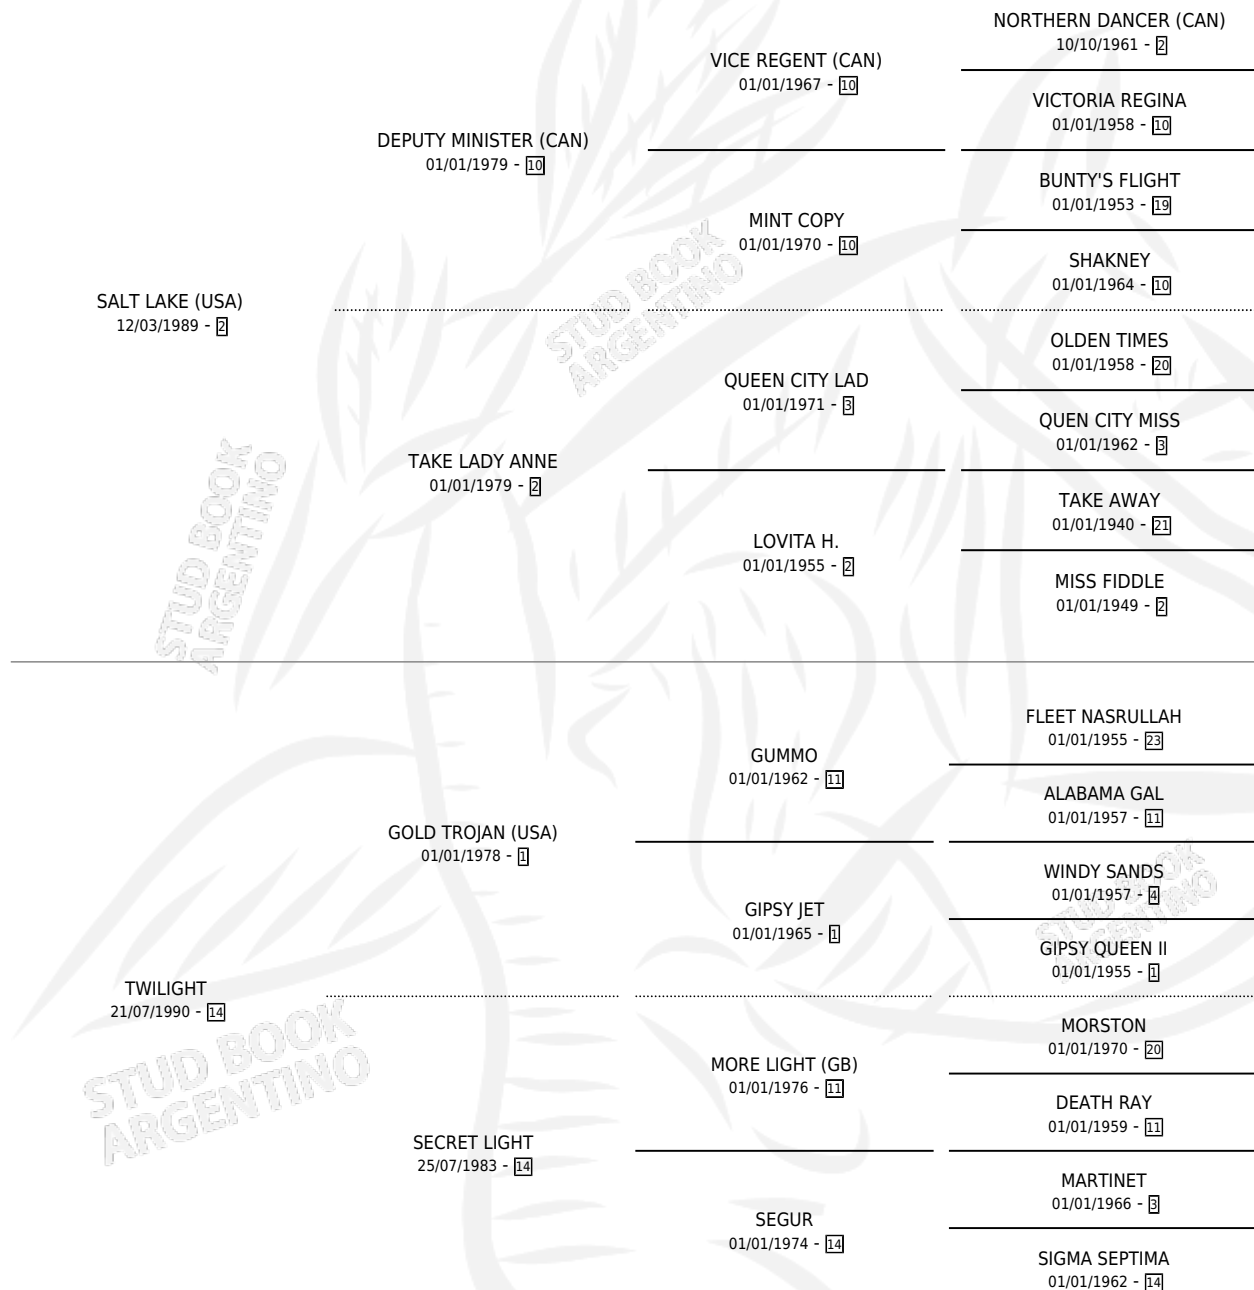 NORTHERN DANCER (CAN)
10/10/1961 - 2
VICE REGENT (CAN)
01/01/1967 - 10
VICTORIA REGINA
01/01/1958 - 10
DEPUTY MINISTER (CAN)
01/01/1979 - 10
BUNTY'S FLIGHT
01/01/1953 - 19
MINT COPY
01/01/1970 - 10
SHAKNEY
01/01/1964 - 10
SALT LAKE (USA)
12/03/1989 - 2
OLDEN TIMES
01/01/1958 - 20
QUEEN CITY LAD
01/01/1971 - 3
QUEN CITY MISS
01/01/1962 - 3
TAKE LADY ANNE
01/01/1979 - 2
TAKE AWAY
01/01/1940 - 21
LOVITA H.
01/01/1955 - 2
MISS FIDDLE
01/01/1949 - 2
FLEET NASRULLAH
01/01/1955 - 23
GUMMO
01/01/1962 - 11
ALABAMA GAL
01/01/1957 - 11
GOLD TROJAN (USA)
01/01/1978 - 1
WINDY SANDS
01/01/1957 - 4
GIPSY JET
01/01/1965 - 1
GIPSY QUEEN II
01/01/1955 - 1
TWILIGHT
21/07/1990 - 14
MORSTON
01/01/1970 - 20
MORE LIGHT (GB)
01/01/1976 - 11
DEATH RAY
01/01/1959 - 11
SECRET LIGHT
25/07/1983 - 14
MARTINET
01/01/1966 - 3
SEGUR
01/01/1974 - 14
SIGMA SEPTIMA
01/01/1962 - 14
STUD BOOK
ARGENTINO
STUD BOOK
ARGENTINO
STUD BOOK
ARGENTINO
STUD BOOK
ARGENTINO